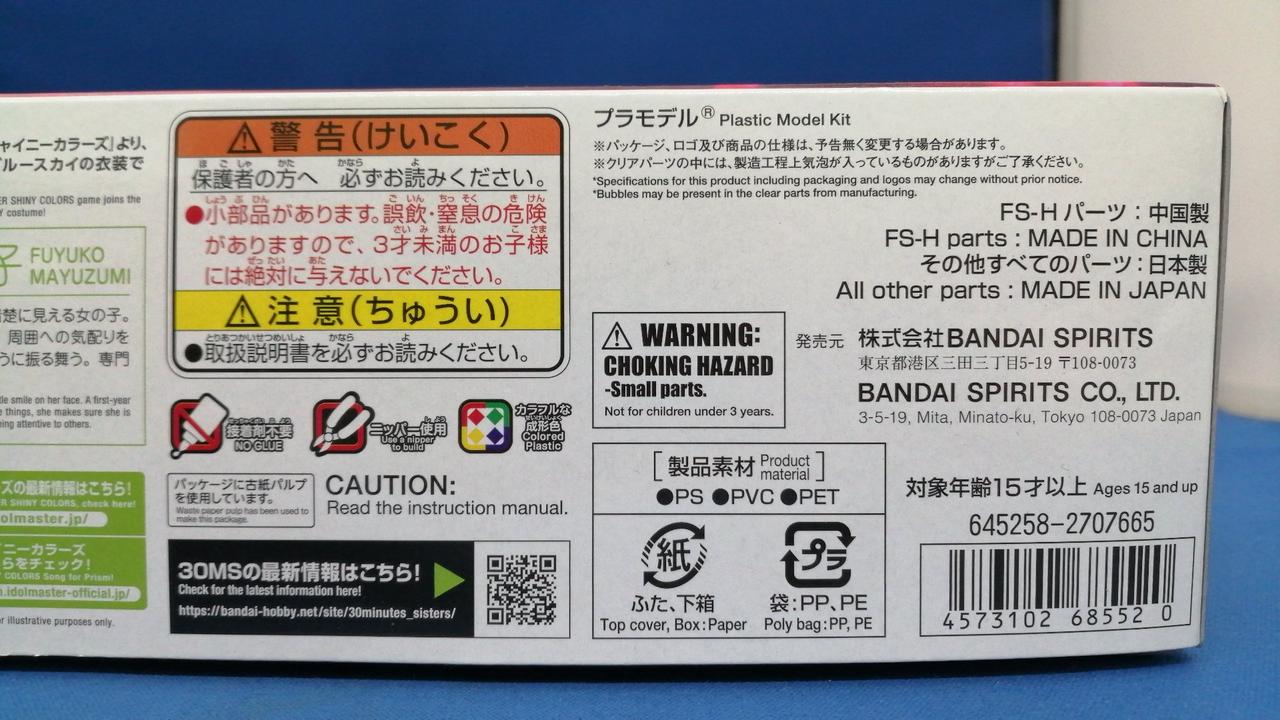 ャイニーカラーズ』より、
ルースカイの衣装で
ER SHINY COLORS game joins the
Y costume!
子 FUYUKO
MAYUZUMI
清楚に見える女の子。
周囲への気配りを
うに振る舞う。専門
tle smile on her face. A first-year
e things, she makes sure she is
ing attentive to others.
ズの最新情報はこちら!
ER SHINY COLORS, check here!
olmaster.jp/
ニーカラーズ
らをチェック!
Y COLORS Song for Prism!
n.idolmaster-official.jp/
or illustrative purposes only.
⚠警告(けいこく)
保護者の方へ 必ずお読みください。
●小部品があります。誤飲・窒息の危険
がありますので、3才未満のお子様
には絶対に与えないでください。
⚠注意(ちゅうい)
●取扱説明書を必ずお読みください。
接着剤不要
NO GLUE
ニッパー使用
Use a nipper
to build
カラフルな
成形色
Colored
Plastic
パッケージに古紙パルプ
を使用しています。
Waste paper pulp has been used to
make this package.
CAUTION:
Read the instruction manual.
30MSの最新情報はこちら!
Check for the latest information here!
https://bandai-hobby.net/site/30minutes_sisters/
プラモデル® Plastic Model Kit
※パッケージ、ロゴ及び商品の仕様は、予告無く変更する場合があります。
※クリアパーツの中には、製造工程上気泡が入っているものがありますがご了承ください。
*Specifications for this product including packaging and logos may change without prior notice.
*Bubbles may be present in the clear parts from manufacturing.
FS-H パーツ:中国製
FS-H parts : MADE IN CHINA
その他すべてのパーツ:日本製
All other parts : MADE IN JAPAN
⚠ WARNING:
CHOKING HAZARD
-Small parts.
Not for children under 3 years.
発売元 株式会社BANDAI SPIRITS
東京都港区三田三丁目5-19 〒108-0073
BANDAI SPIRITS CO., LTD.
3-5-19, Mita, Minato-ku, Tokyo 108-0073 Japan
[製品素材 Product material]
●PS ●PVC ●PET
紙
ふた、下箱
Top cover, Box:Paper
プラ
袋:PP、PE
Poly bag:PP, PE
対象年齢15才以上 Ages 15 and up
645258-2707665
4573102 68552 0